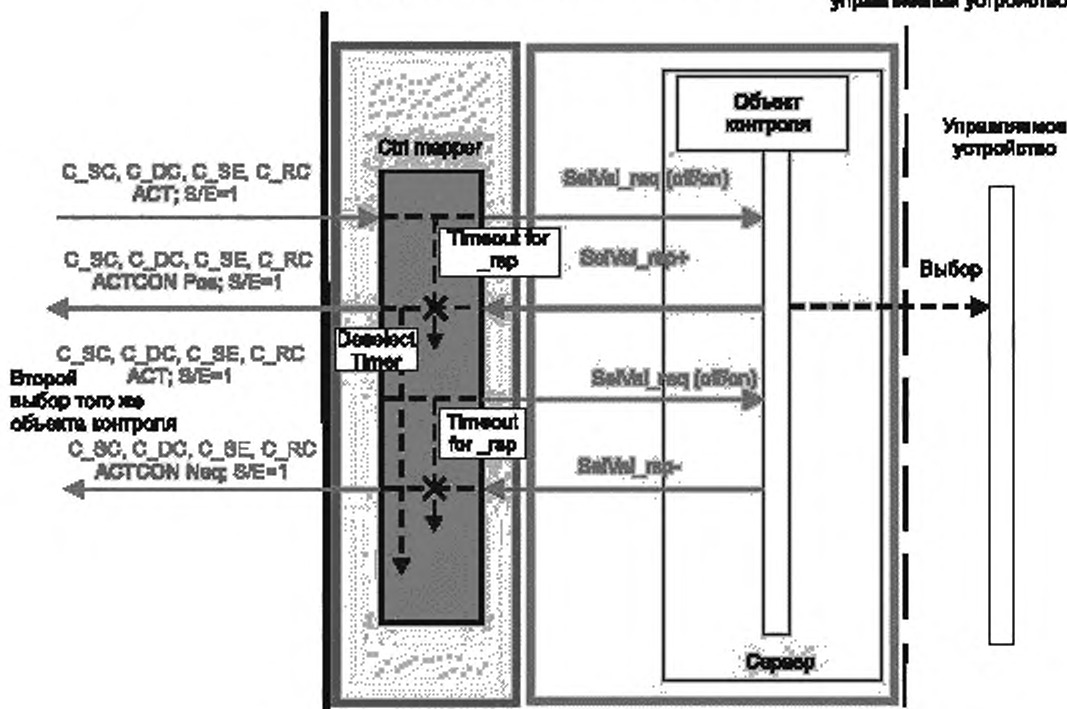 управляемая устройство
Объект
контроля
Управляемое
устройство
Ctrl mapper
C_SC, C_DC, C_SE, C_RC
ACT; S/E=1
SelVal_req (off/on)
Timeout for
_rsp
SelVal_rsp+
C_SC, C_DC, C_SE, C_RC
ACTCON Pos; S/E=1
Выбор
Deselect
Timer
C_SC, C_DC, C_SE, C_RC
ACT; S/E=1
Второй
выбор того же
объекта контроля
SelVal_req (off/on)
Timeout
for _rsp
C_SC, C_DC, C_SE, C_RC
ACTCON Neg; S/E=1
SelVal_rsp-
Сервер